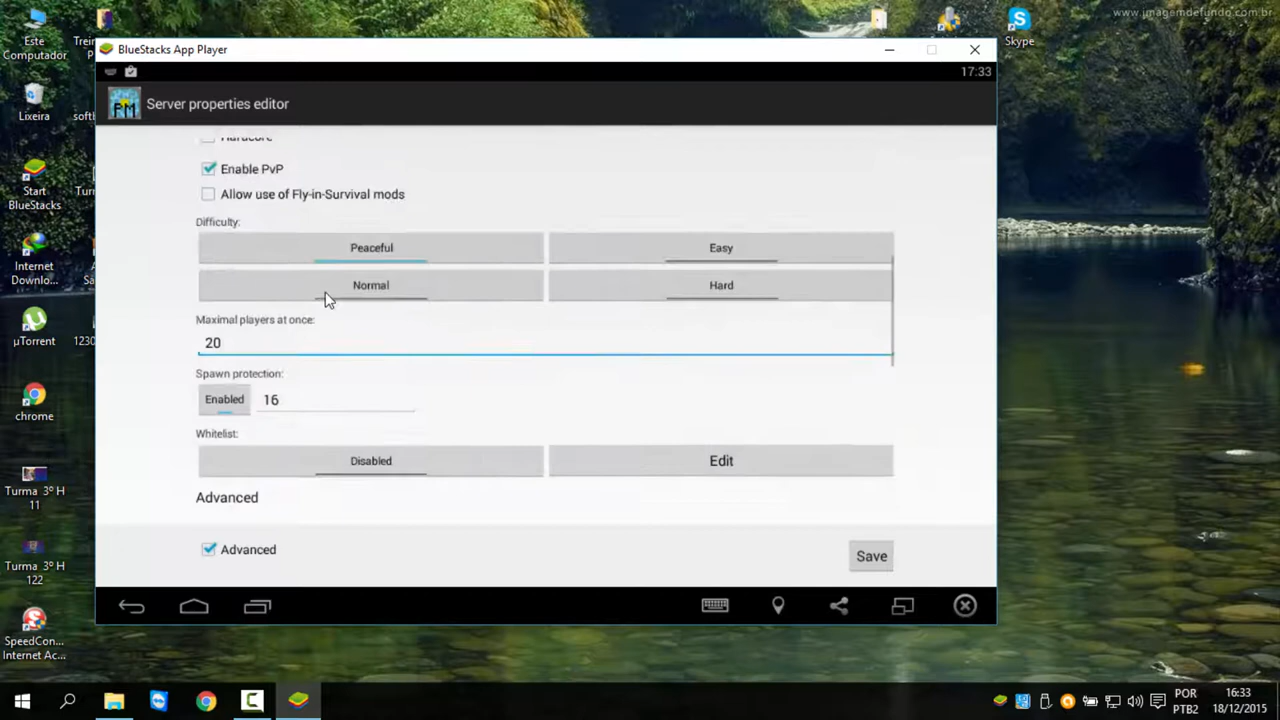 www.imagemdefundo.com.br
Este
Computador
Skype
BlueStacks App Player
17:33
Lixeira
FM
Server properties editor
Hardcore
Enable PvP
Allow use of Fly-in-Survival mods
Start
BlueStacks
Difficulty:
Peaceful
Easy
Normal
Hard
Internet
Downlo...
Maximal players at once:
20
µTorrent
Spawn protection:
Enabled
16
chrome
Whitelist:
Disabled
Edit
Turma 3º H
11
Advanced
Advanced
Save
Turma 3º H
122
SpeedCon...
Internet Ac...
POR
PTB2
16:33
18/12/2015